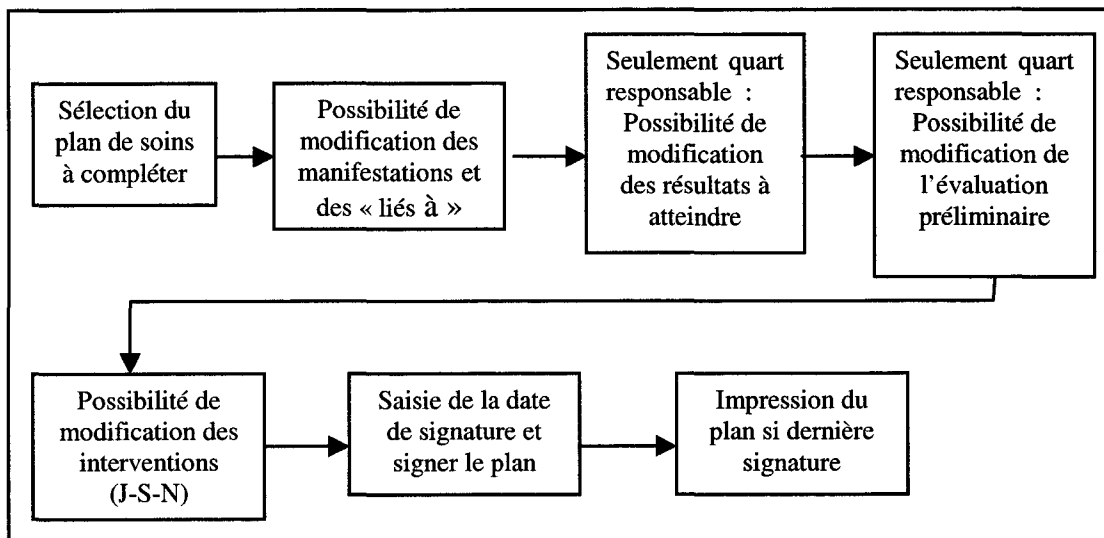 Sélection du
plan de soins
à compléter
Possibilité de
modification des
manifestations et
des « liés à »
Seulement quart
responsable :
Possibilité de
modification
des résultats à
atteindre
Seulement quart
responsable :
Possibilité de
modification de
l'évaluation
préliminaire
Possibilité de
modification des
interventions
(J-S-N)
Saisie de la date
de signature et
signer le plan
Impression du
plan si dernière
signature